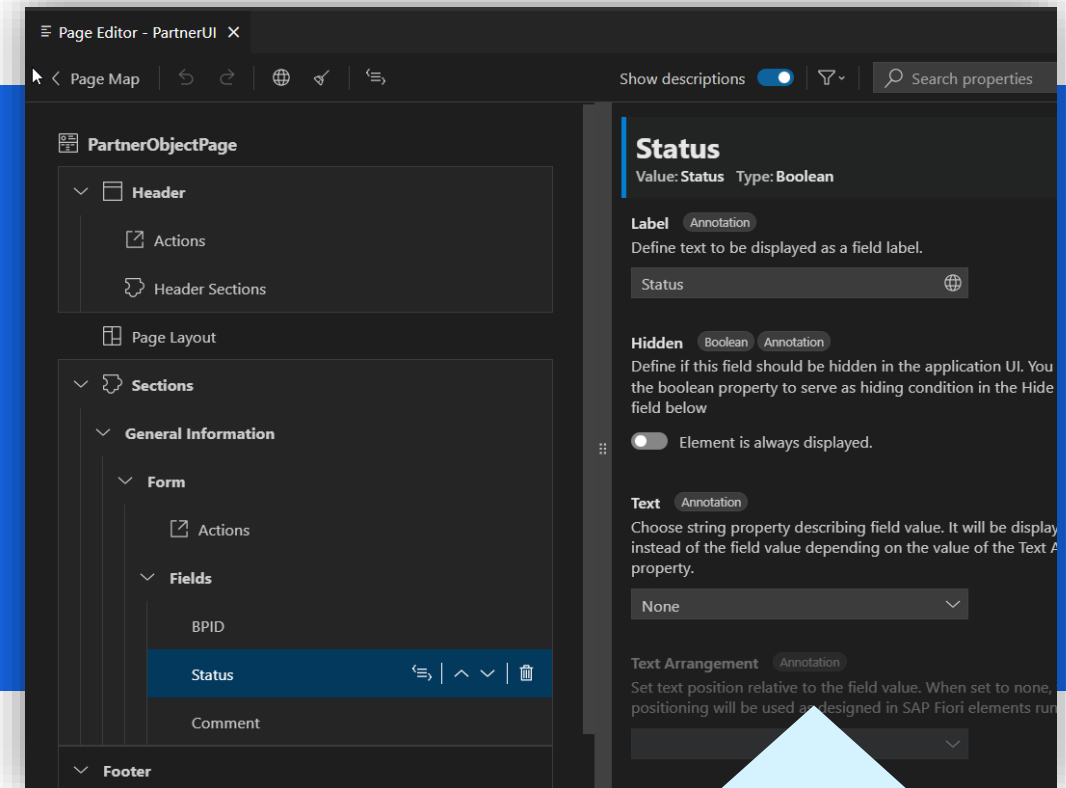 Page Editor - PartnerUI
Page Map
Show descriptions
Search properties
PartnerObjectPage
Header
Actions
Header Sections
Page Layout
Sections
General Information
Form
Actions
Fields
BPID
Status
Comment
Footer
Status
Value: Status Type: Boolean
Label Annotation
Define text to be displayed as a field label.
Status
Hidden Boolean Annotation
Define if this field should be hidden in the application UI. You
the boolean property to serve as hiding condition in the Hide
field below
Element is always displayed.
Text Annotation
Choose string property describing field value. It will be display
instead of the field value depending on the value of the Text A
property.
None
Text Arrangement Annotation
Set text position relative to the field value. When set to none,
positioning will be used as designed in SAP Fiori elements run